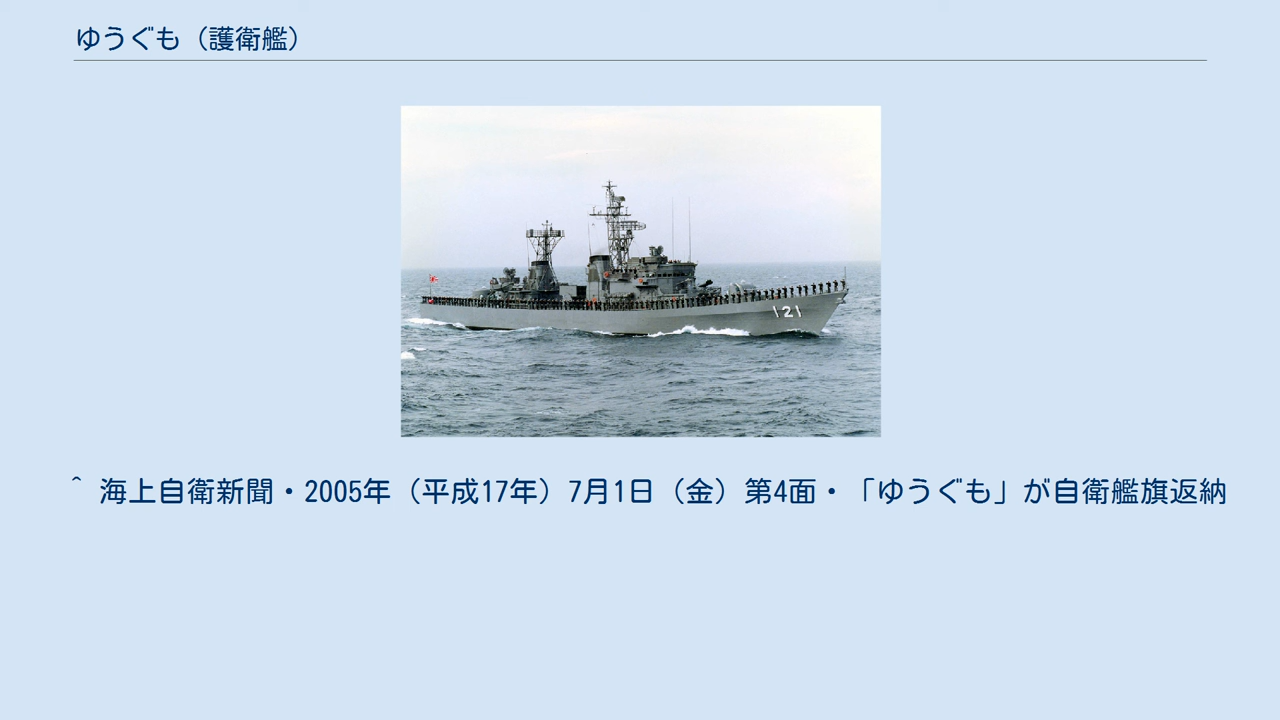 ゆうぐも（護衛艦）
121
^ 海上自衛新聞・2005年（平成17年）7月1日（金）第4面・「ゆうぐも」が自衛艦旗返納